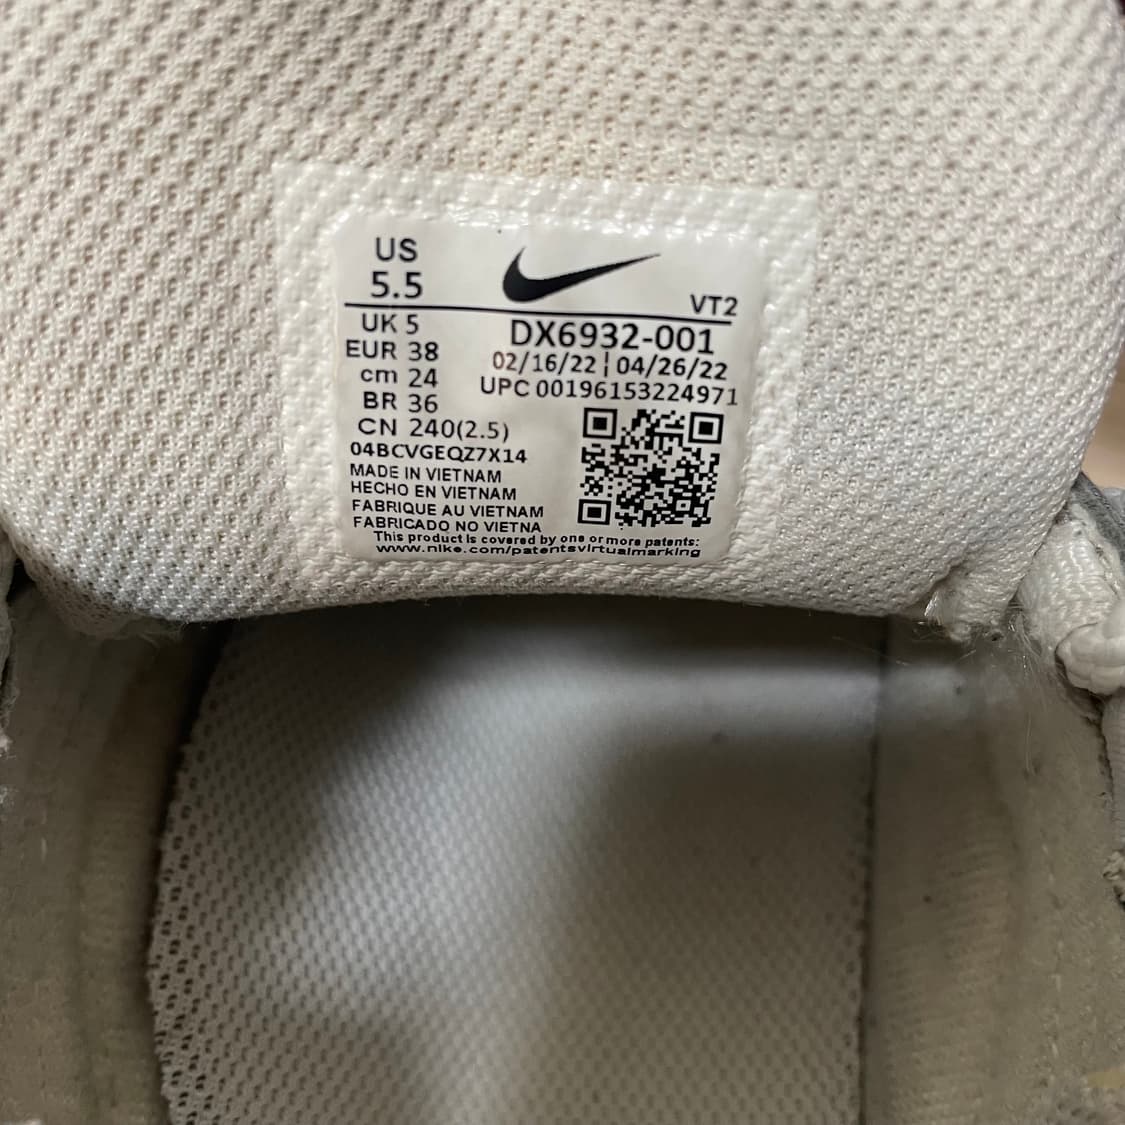 US
5.5
VT2
UK 5
EUR 38
cm 24
BR 36
CN 240(2.5)
DX6932-001
02/16/22 ¦ 04/26/22
UPC 00196153224971
04BCVGEQZ7X14
MADE IN VIETNAM
HECHO EN VIETNAM
FABRIQUE AU VIETNAM
FABRICADO NO VIETNA
This product is covered by one or more patents:
www.nike.com/patentsvirtualmarking